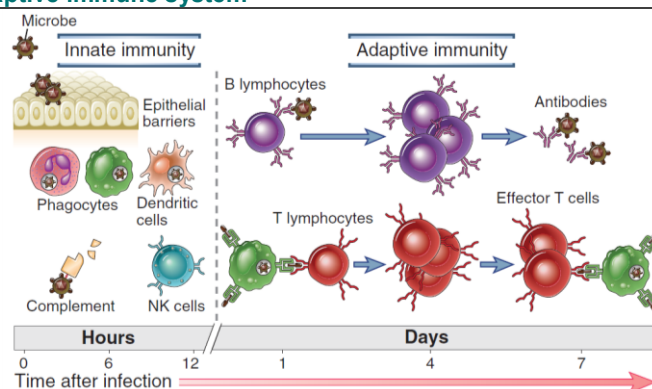 Microbe
Innate immunity
Adaptive immunity
B lymphocytes
Antibodies
Epithelial
barriers
Phagocytes
Dendritic
cells
T lymphocytes
Effector T cells
Complement
NK cells
Hours
Days
0
6
12
1
4
7
Time after infection